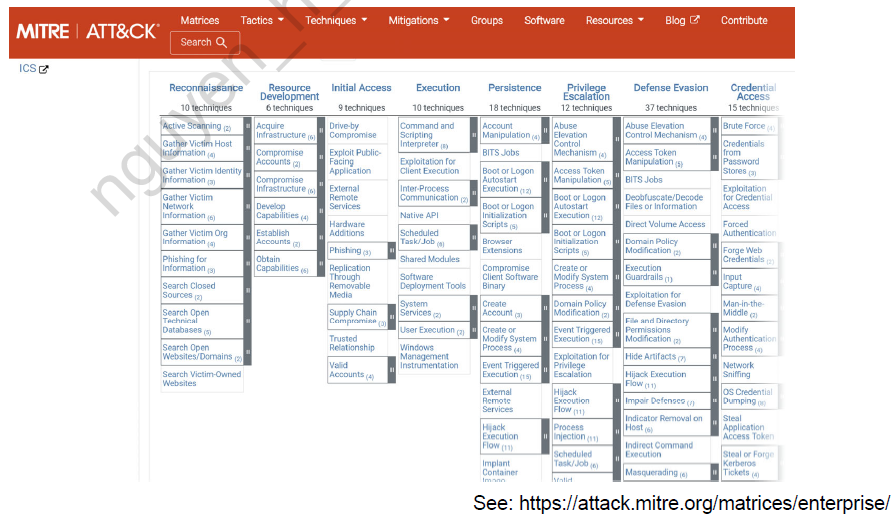 MITRE | ATT&CK®
Matrices
Tactics
Techniques
Mitigations
Groups
Software
Resources
Blog
Contribute
Search
ICS
Reconnaissance
10 techniques
Active Scanning (2)
Gather Victim Host
Information (4)
Gather Victim Identity
Information (3)
Gather Victim
Network
Information (6)
Gather Victim Org
Information (4)
Phishing for
Information (3)
Search Closed
Sources (2)
Search Open
Technical
Databases (5)
Search Open
Websites/Domains (2)
Search Victim-Owned
Websites
Resource
Development
6 techniques
Acquire
Infrastructure (6)
Compromise
Accounts (2)
Compromise
Infrastructure (6)
Develop
Capabilities (4)
Establish
Accounts (2)
Obtain
Capabilities (6)
Initial Access
9 techniques
Drive-by
Compromise
Exploit Public-
Facing
Application
External
Remote
Services
Hardware
Additions
Phishing (3)
Replication
Through
Removable
Media
Supply Chain
Compromise (3)
Trusted
Relationship
Valid
Accounts (4)
Execution
10 techniques
Command and
Scripting
Interpreter (8)
Exploitation for
Client Execution
Inter-Process
Communication (2)
Native API
Scheduled
Task/Job (6)
Shared Modules
Software
Deployment Tools
System
Services (2)
User Execution (2)
Windows
Management
Instrumentation
Persistence
18 techniques
Account
Manipulation (4)
BITS Jobs
Boot or Logon
Autostart
Execution (12)
Boot or Logon
Initialization
Scripts (5)
Browser
Extensions
Compromise
Client Software
Binary
Create
Account (3)
Create or
Modify System
Process (4)
Event Triggered
Execution (15)
External
Remote
Services
Hijack
Execution
Flow (11)
Implant
Container
Image
Privilege
Escalation
12 techniques
Abuse
Elevation
Control
Mechanism (4)
Access Token
Manipulation (5)
Boot or Logon
Autostart
Execution (12)
Boot or Logon
Initialization
Scripts (5)
Create or
Modify System
Process (4)
Domain Policy
Modification (2)
Event Triggered
Execution (15)
Exploitation for
Privilege
Escalation
Hijack
Execution
Flow (11)
Process
Injection (11)
Scheduled
Task/Job (6)
Valid
Defense Evasion
37 techniques
Abuse Elevation
Control Mechanism (4)
Access Token
Manipulation (5)
BITS Jobs
Deobfuscate/Decode
Files or Information
Direct Volume Access
Domain Policy
Modification (2)
Execution
Guardrails (1)
Exploitation for
Defense Evasion
File and Directory
Permissions
Modification (2)
Hide Artifacts (7)
Hijack Execution
Flow (11)
Impair Defenses (7)
Indicator Removal on
Host (6)
Indirect Command
Execution
Masquerading (6)
Credential
Access
15 techniques
Brute Force (4)
Credentials
from
Password
Stores (3)
Exploitation
for Credential
Access
Forced
Authentication
Forge Web
Credentials (2)
Input
Capture (4)
Man-in-the-
Middle (2)
Modify
Authentication
Process (4)
Network
Sniffing
OS Credential
Dumping (8)
Steal
Application
Access Token
Steal or Forge
Kerberos
Tickets (4)
See: https://attack.mitre.org/matrices/enterprise/